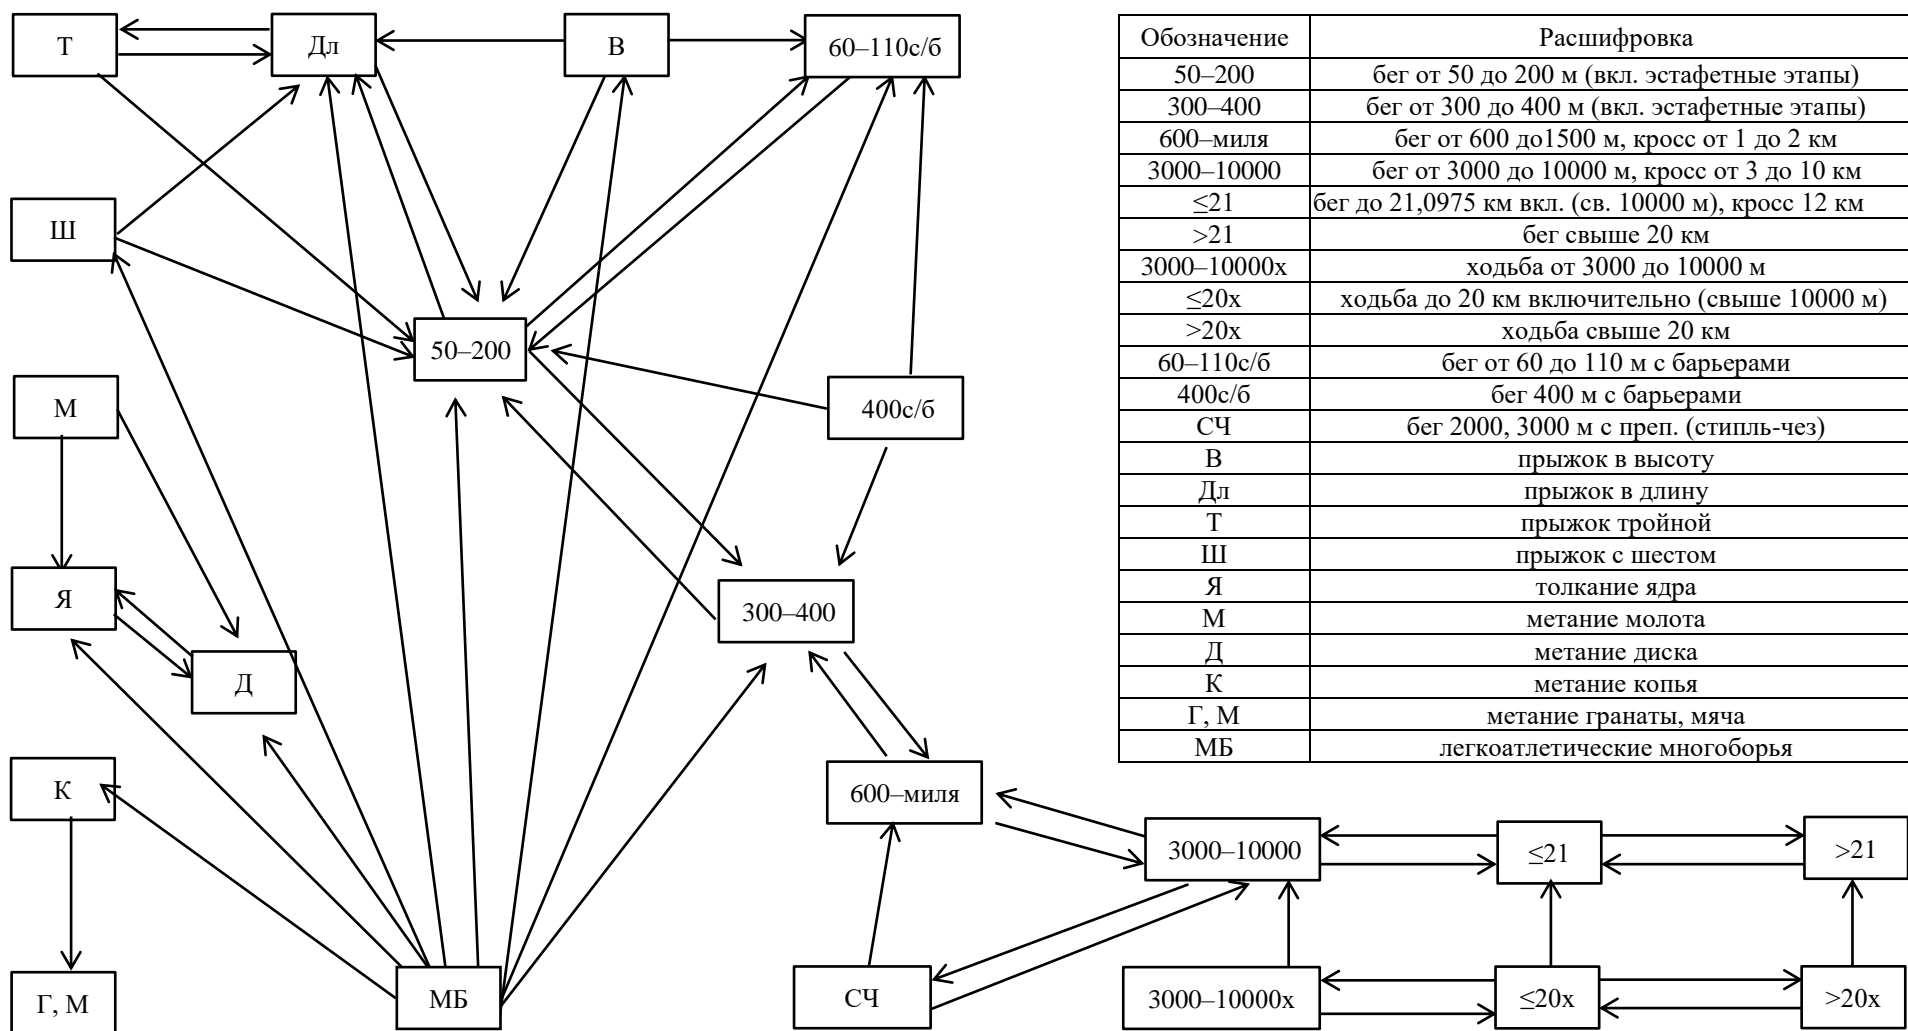 Т
Дл
В
60–110с/б
Ш
50–200
М
400с/б
Я
300–400
Д
К
600–миля
3000–10000
≤21
>21
Г, М
МБ
СЧ
3000–10000х
≤20х
>20х
Обозначение Расшифровка
50–200 бег от 50 до 200 м (вкл. эстафетные этапы)
300–400 бег от 300 до 400 м (вкл. эстафетные этапы)
600–миля бег от 600 до1500 м, кросс от 1 до 2 км
3000–10000 бег от 3000 до 10000 м, кросс от 3 до 10 км
≤21 бег до 21,0975 км вкл. (св. 10000 м), кросс 12 км
>21 бег свыше 20 км
3000–10000х ходьба от 3000 до 10000 м
≤20х ходьба до 20 км включительно (свыше 10000 м)
>20х ходьба свыше 20 км
60–110с/б бег от 60 до 110 м с барьерами
400с/б бег 400 м с барьерами
СЧ бег 2000, 3000 м с преп. (стипль-чез)
В прыжок в высоту
Дл прыжок в длину
Т прыжок тройной
Ш прыжок с шестом
Я толкание ядра
М метание молота
Д метание диска
К метание копья
Г, М метание гранаты, мяча
МБ легкоатлетические многоборья